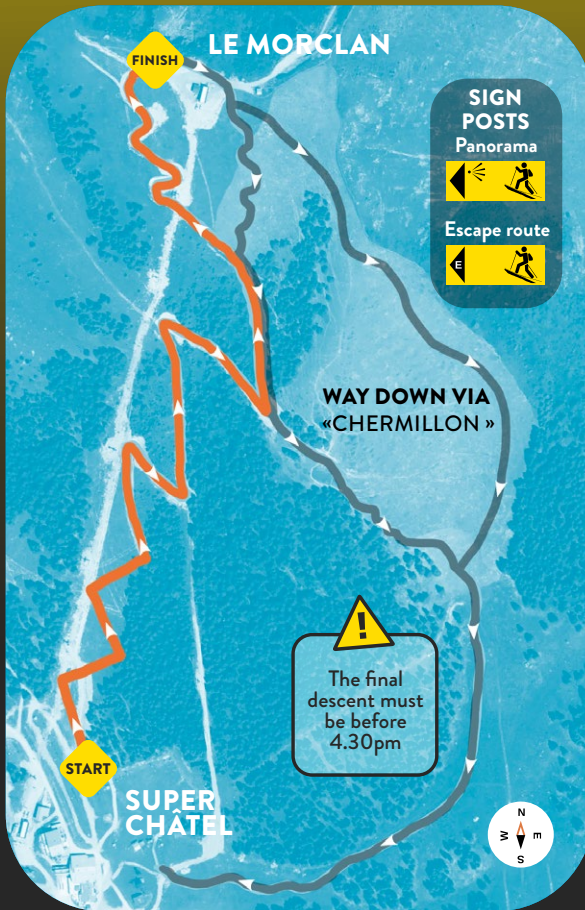 LE MORCLAN
FINISH
SIGN
POSTS
Panorama
Escape route
E
WAY DOWN VIA
«CHERMILLON »
!
The final
descent must
be before
4.30pm
START
SUPER
CHÂTEL
N
W E
S